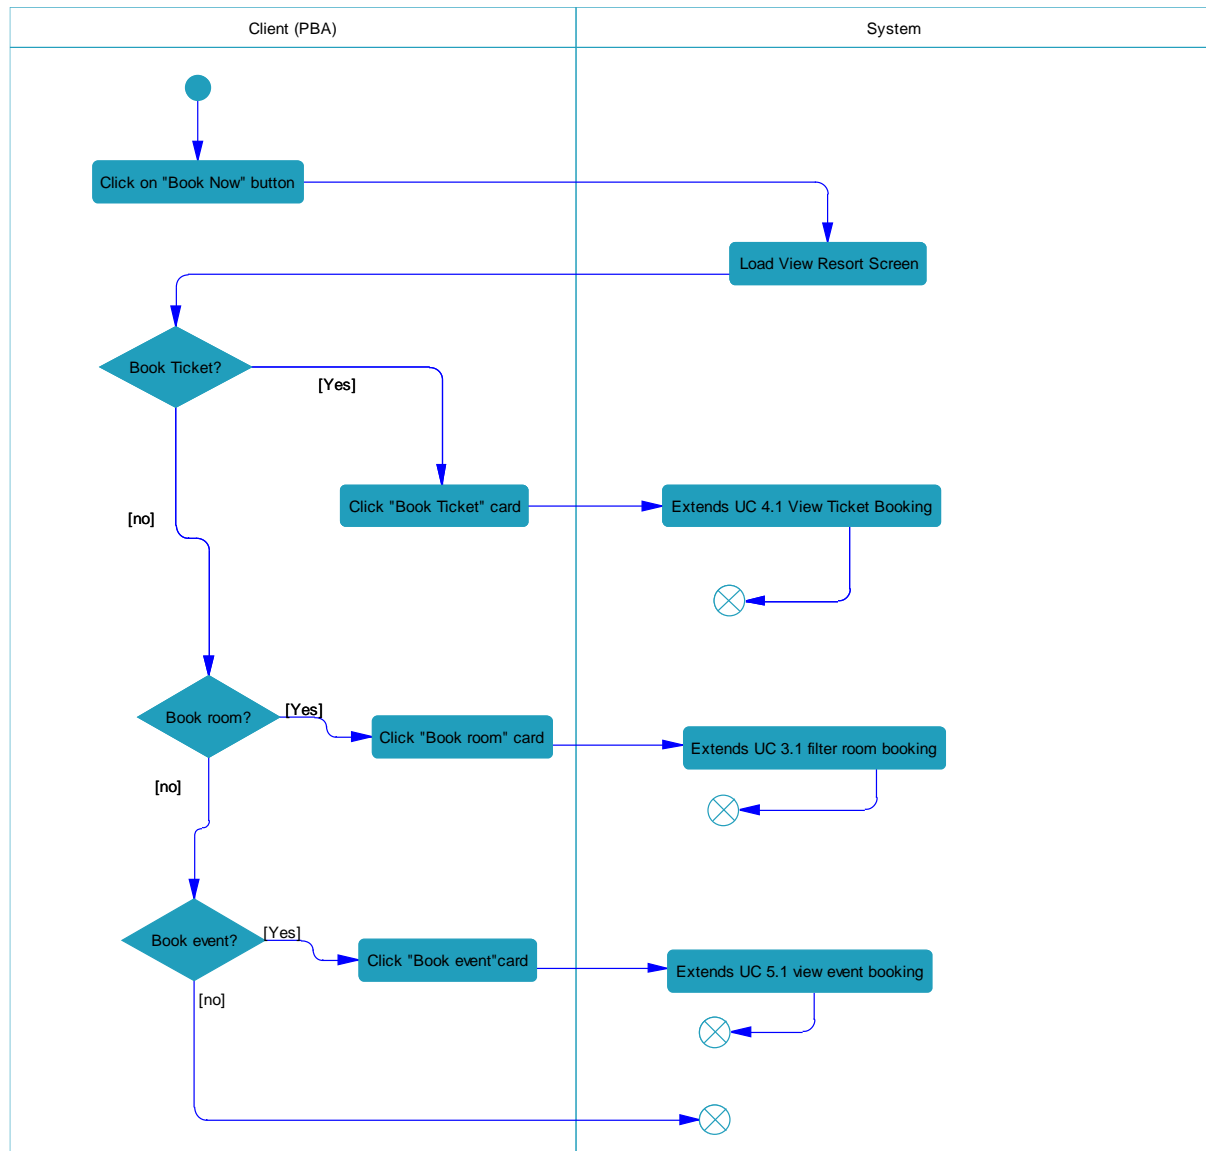 Client (PBA)
System
Click on "Book Now" button
Load View Resort Screen
Book Ticket?
[Yes]
Click "Book Ticket" card
Extends UC 4.1 View Ticket Booking
[no]
Book room?
[Yes]
Click "Book room" card
Extends UC 3.1 filter room booking
[no]
Book event?
[Yes]
Click "Book event"card
Extends UC 5.1 view event booking
[no]